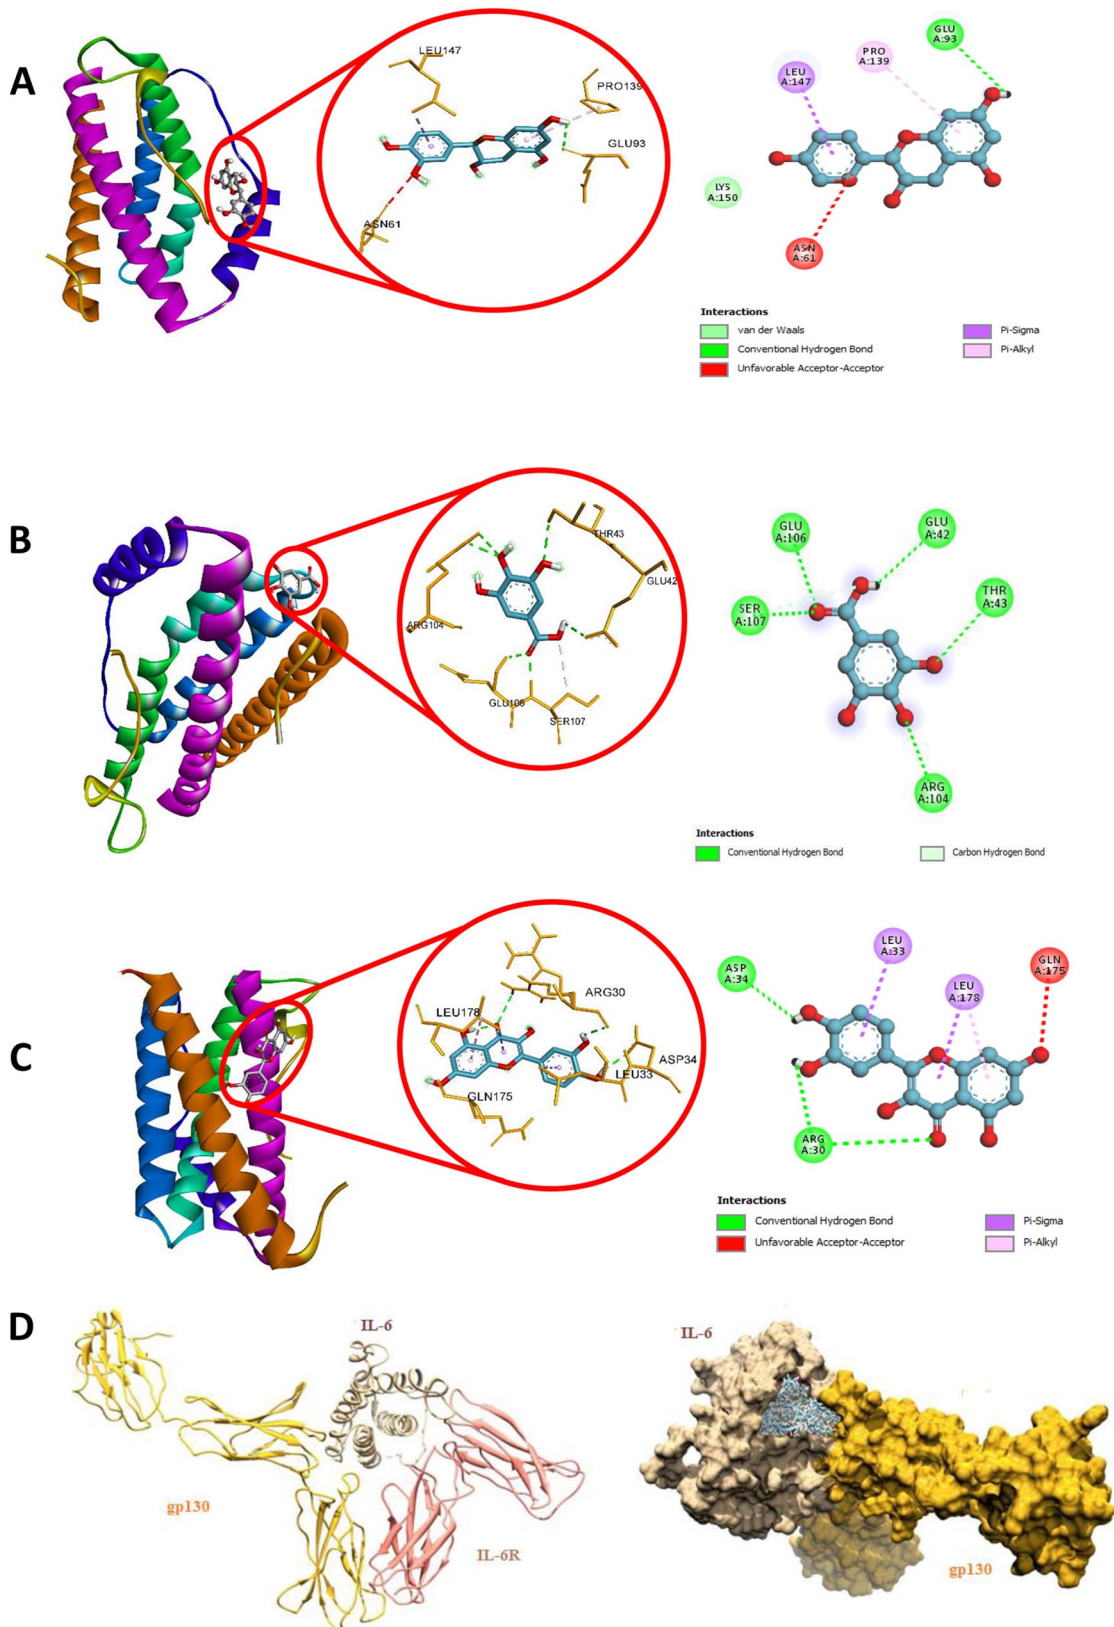 A
LEU147
PRO139
GLU93
ASN61
GLU
A:93
PRO
A:139
LEU
A:147
LYS
A:150
ASN
A:61
Interactions
van der Waals
Conventional Hydrogen Bond
Unfavorable Acceptor-Acceptor
Pi-Sigma
Pi-Alkyl
B
THR43
GLU42
ARG104
GLU106
SER107
GLU
A:106
GLU
A:42
SER
A:107
THR
A:43
ARG
A:104
Interactions
Conventional Hydrogen Bond
Carbon Hydrogen Bond
C
ARG30
LEU178
ASP34
LEU33
GLN175
LEU
A:33
ASP
A:34
GLN
A:175
LEU
A:178
ARG
A:30
Interactions
Conventional Hydrogen Bond
Unfavorable Acceptor-Acceptor
Pi-Sigma
Pi-Alkyl
D
IL-6
gp130
IL-6R
IL-6
gp130
gp130